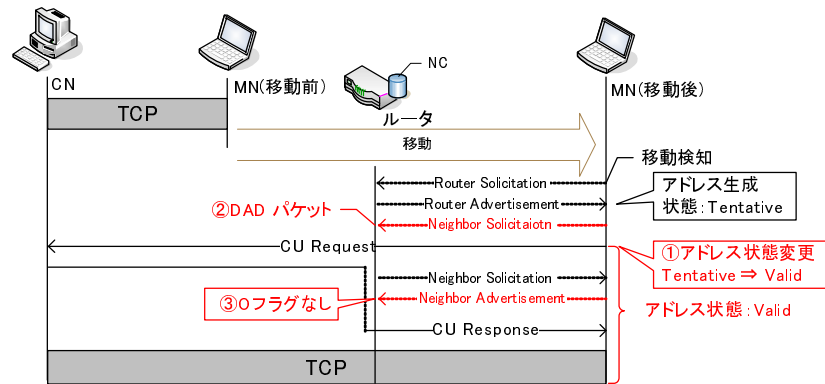 NC
CN
MN(移動前)
MN(移動後)
TCP
ルータ
移動
移動検知
Router Solicitation
アドレス生成
状態:Tentative
Router Advertisement
②DAD パケット
Neighbor Solicitaiotn
CU Request
①アドレス状態変更
Tentative ⇒ Valid
Neighbor Solicitation
③Oフラグなし
Neighbor Advertisement
アドレス状態:Valid
CU Response
TCP